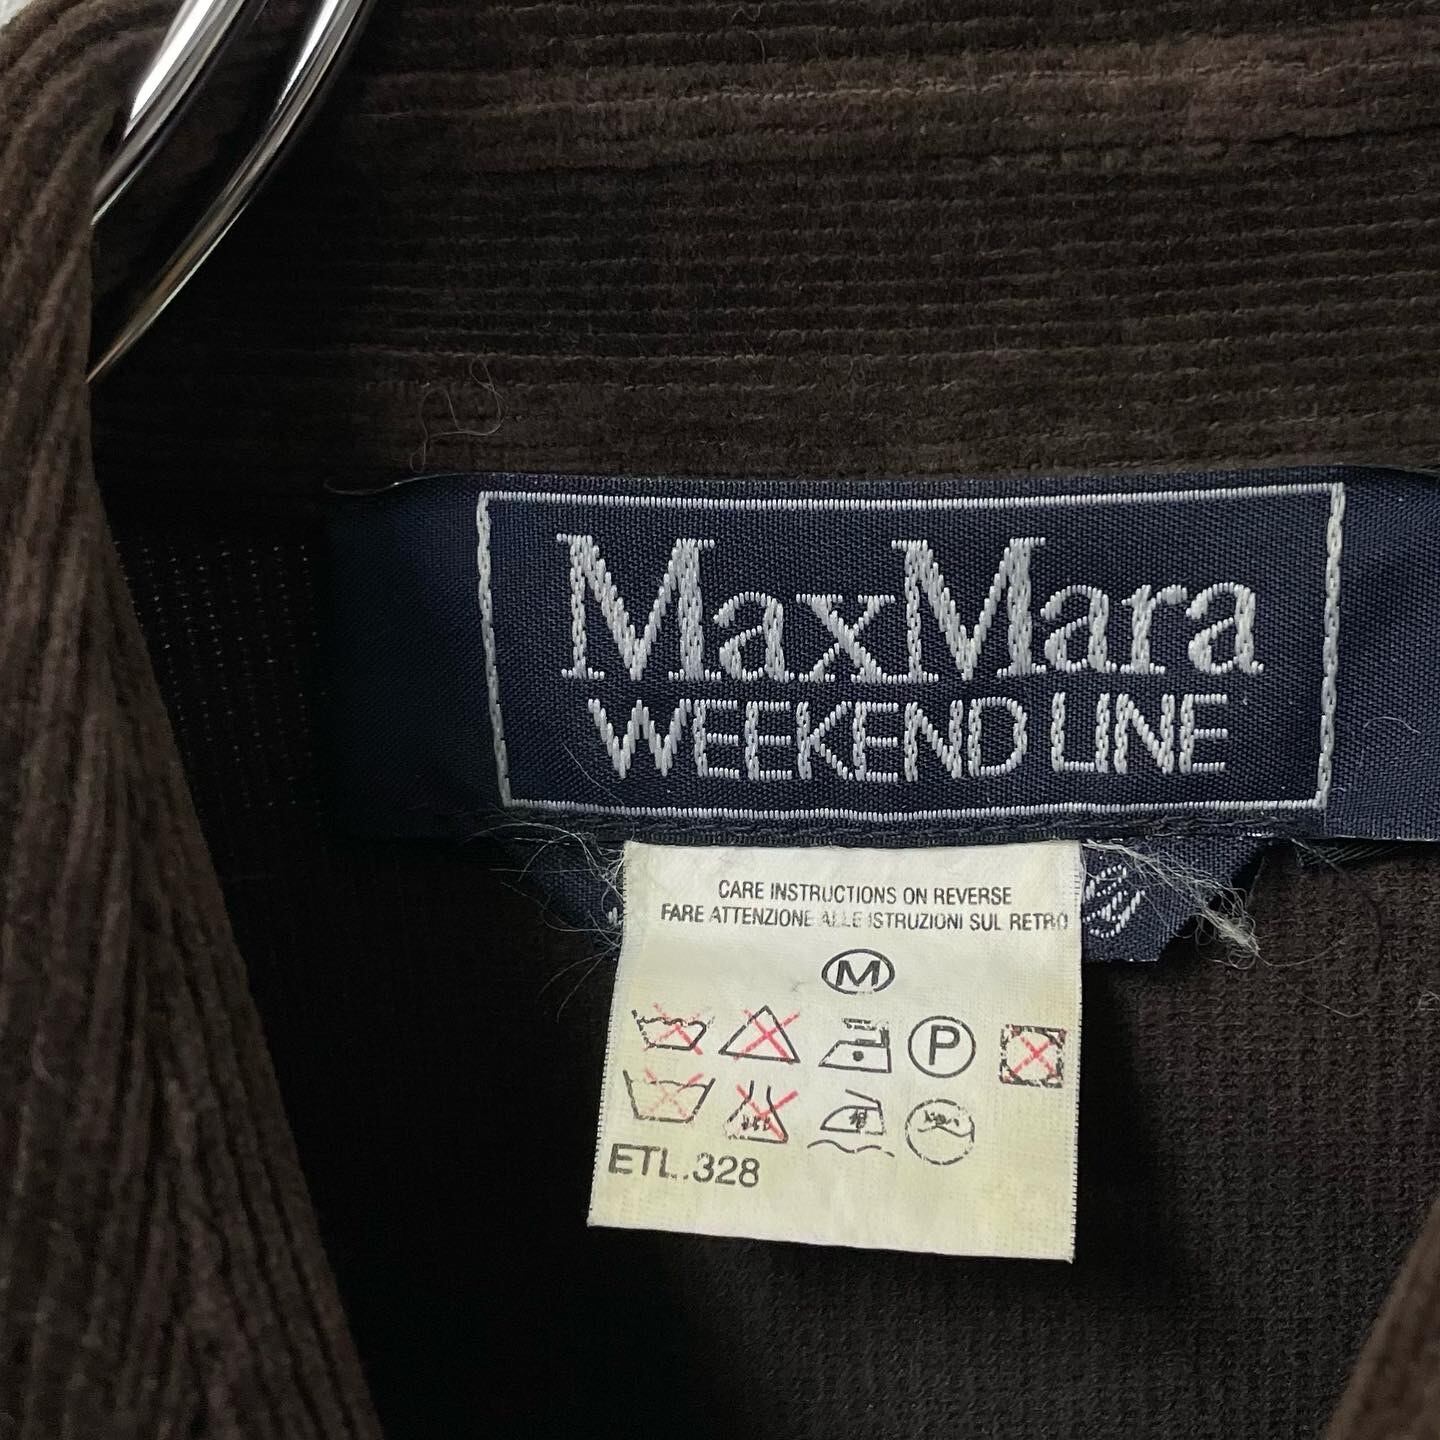 MaxMara
WEEKEND LINE
CARE INSTRUCTIONS ON REVERSE
FARE ATTENZIONE ALLE ISTRUZIONI SUL RETRO
M
P
ETL.328